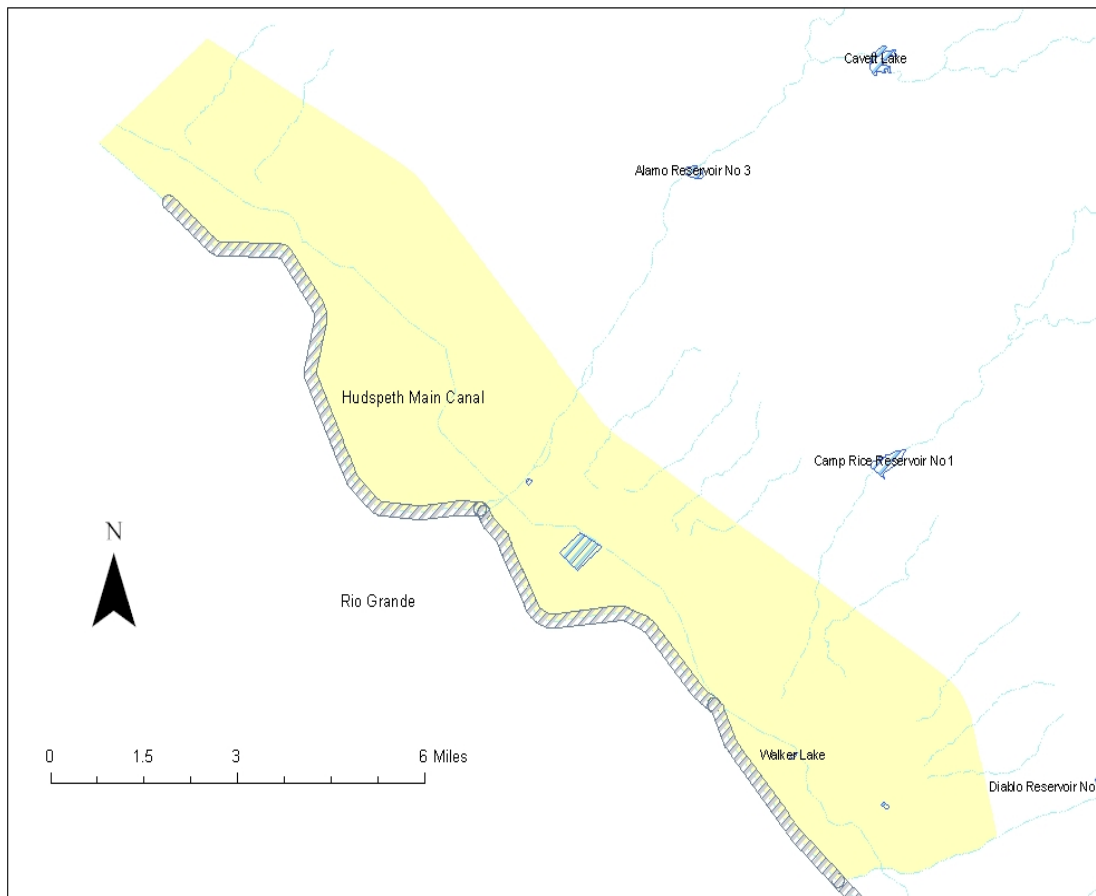 Cavett Lake
Alamo Reservoir No 3
Hudspeth Main Canal
Camp Rice Reservoir No 1
N
Rio Grande
0 1.5 3 6 Miles
Walker Lake
Diablo Reservoir No